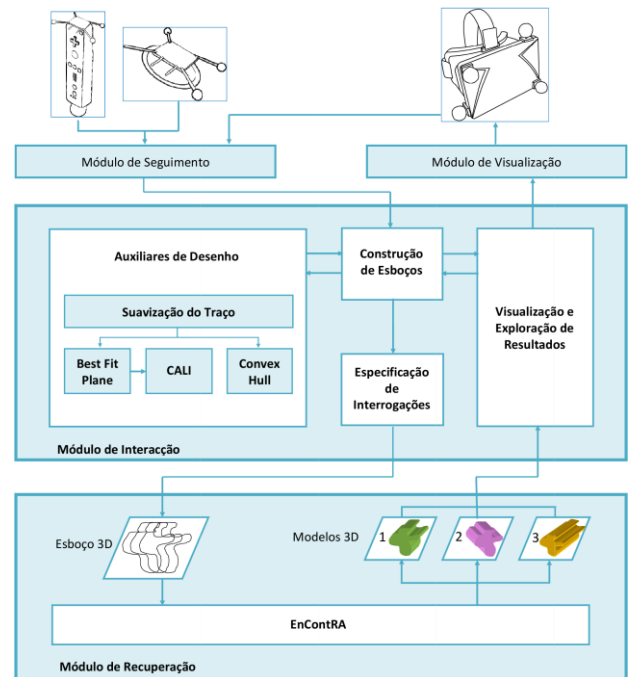 Módulo de Seguimento
Módulo de Visualização
Auxiliares de Desenho
Construção
de Esboços
Suavização do Traço
Visualização e
Exploração de
Resultados
Best Fit
Plane
CALI
Convex
Hull
Especificação
de
Interrogações
Módulo de Interacção
Esboço 3D
Modelos 3D
1
2
3
EnContRA
Módulo de Recuperação